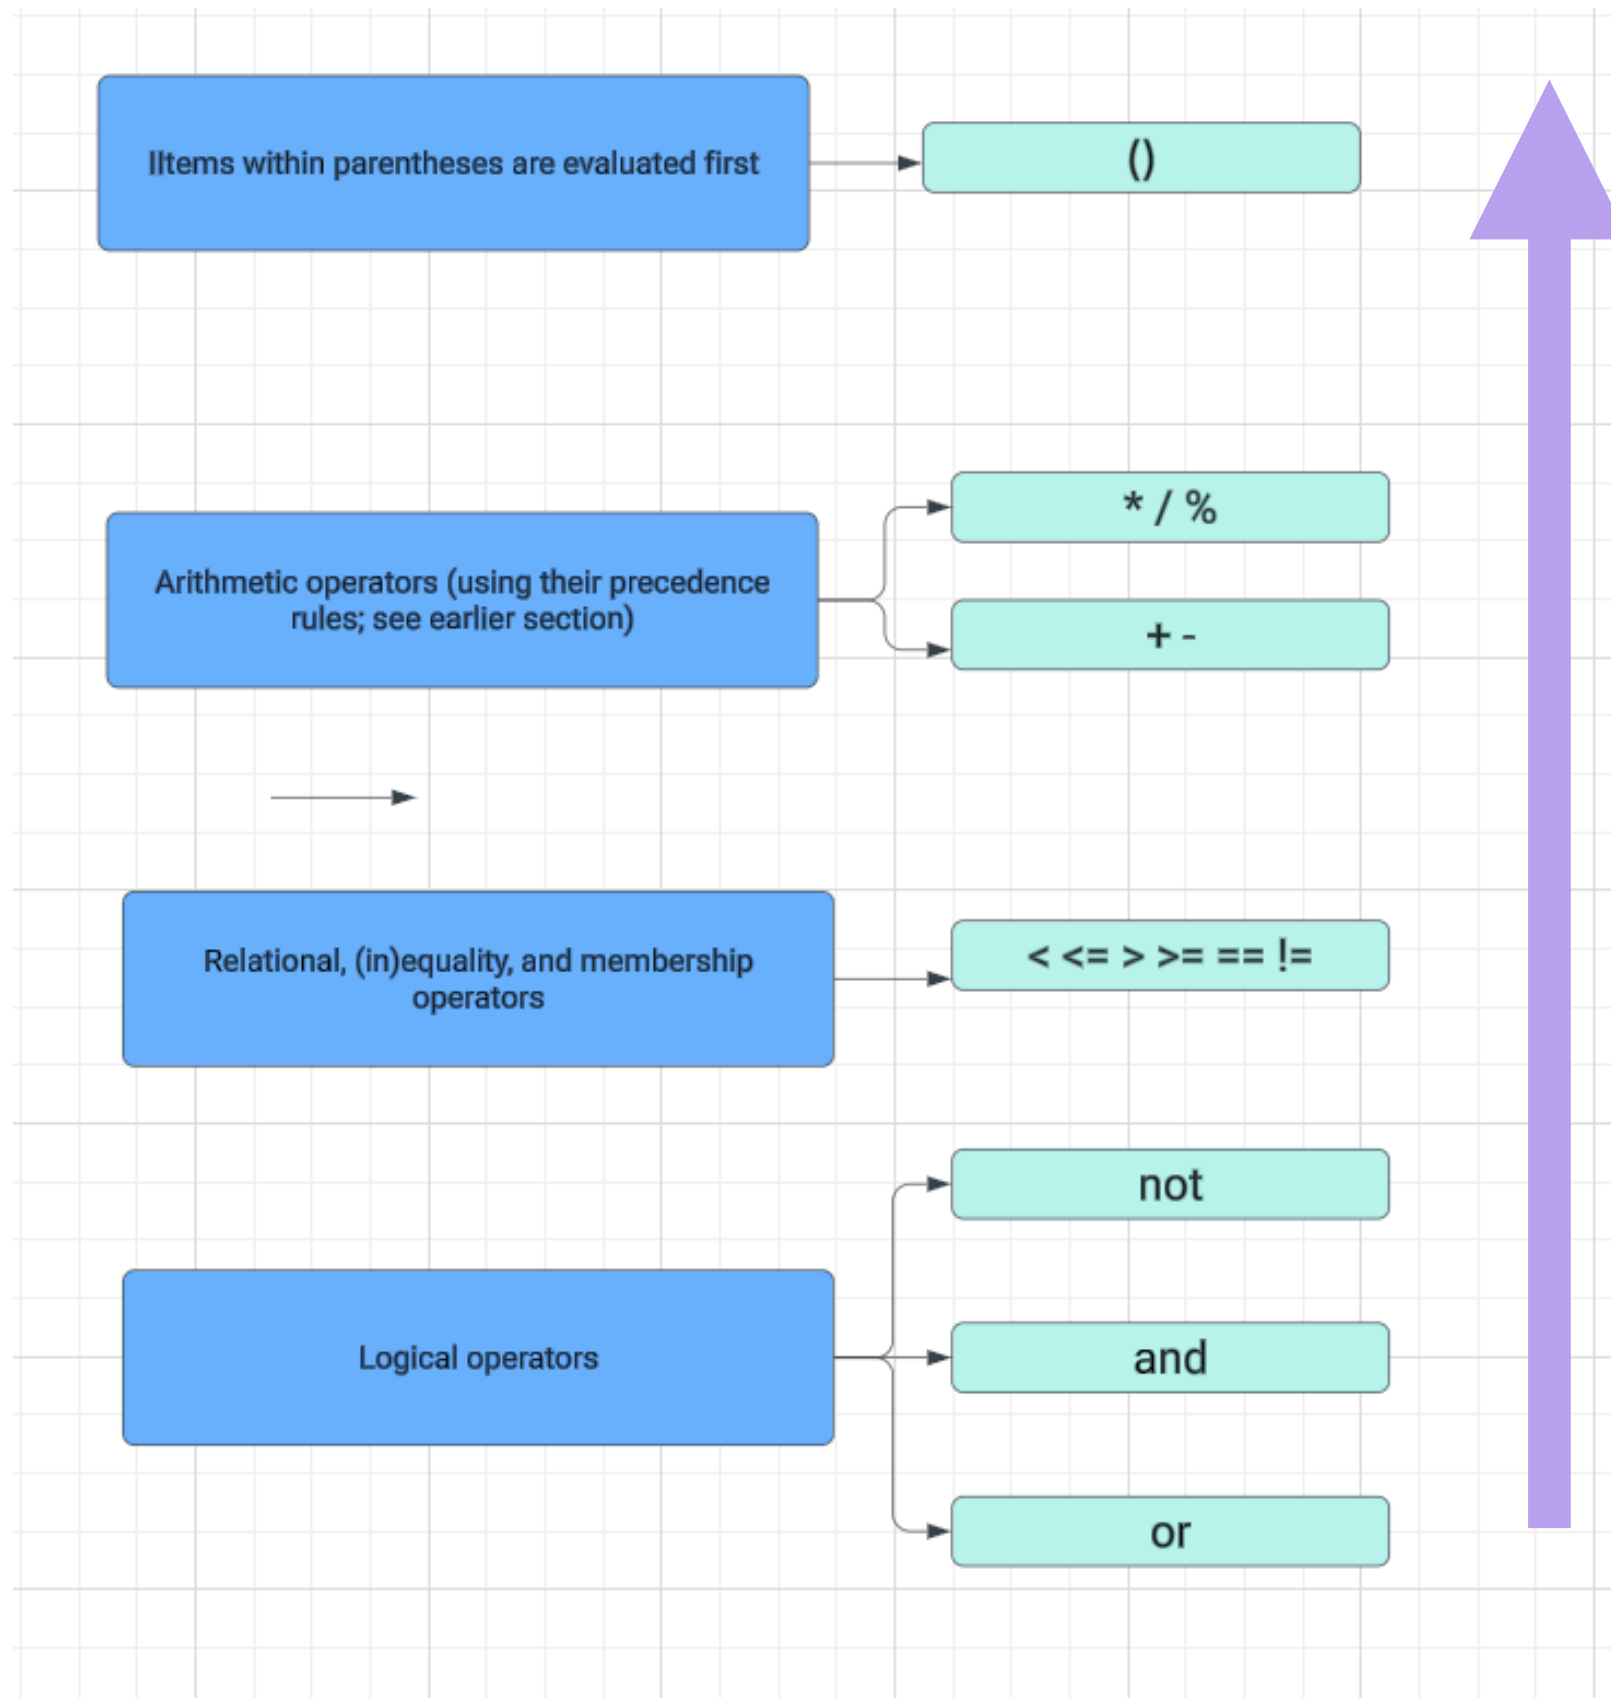 IItems within parentheses are evaluated first
()
Arithmetic operators (using their precedence
rules; see earlier section)
* / %
+ -
Relational, (in)equality, and membership
operators
< <= > >= == !=
Logical operators
not
and
or